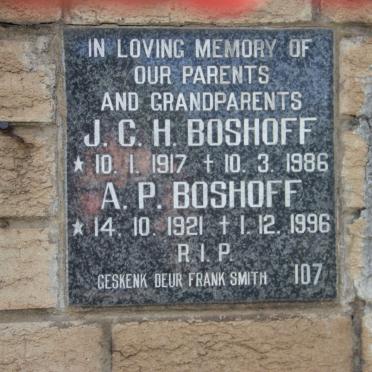 IN LOVING MEMORY OF
OUR PARENTS
AND GRANDPARENTS
J. C. H. BOSHOFF
★ 10. 1. 1917 † 10. 3. 1986
A. P. BOSHOFF
★ 14. 10. 1921 † 1. 12. 1996
R I P.
GESKENK DEUR FRANK SMITH 107